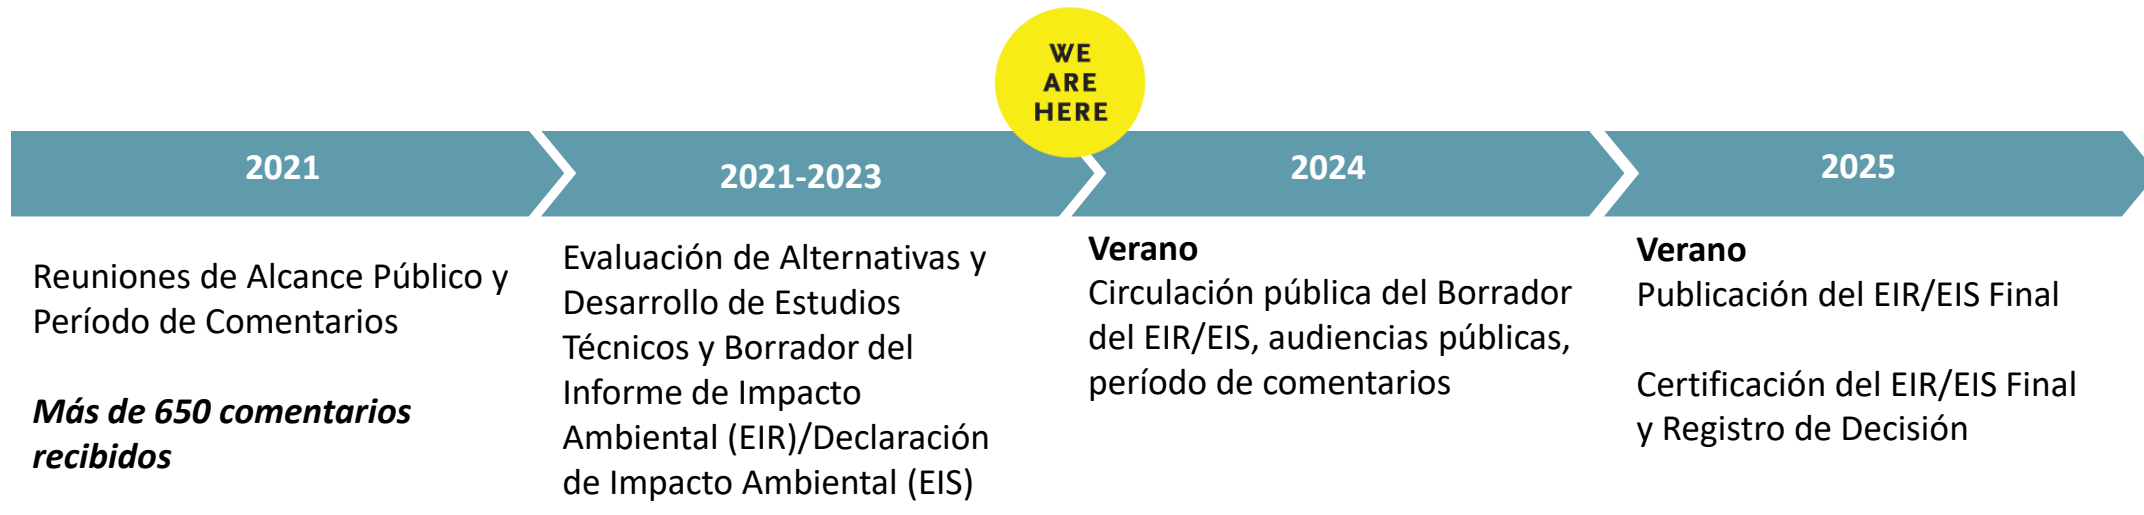 WE
ARE
HERE
2021
2021-2023
2024
2025
Reuniones de Alcance Público y
Período de Comentarios
Más de 650 comentarios
recibidos
Evaluación de Alternativas y
Desarrollo de Estudios
Técnicos y Borrador del
Informe de Impacto
Ambiental (EIR)/Declaración
de Impacto Ambiental (EIS)
Verano
Circulación pública del Borrador
del EIR/EIS, audiencias públicas,
período de comentarios
Verano
Publicación del EIR/EIS Final
Certificación del EIR/EIS Final
y Registro de Decisión